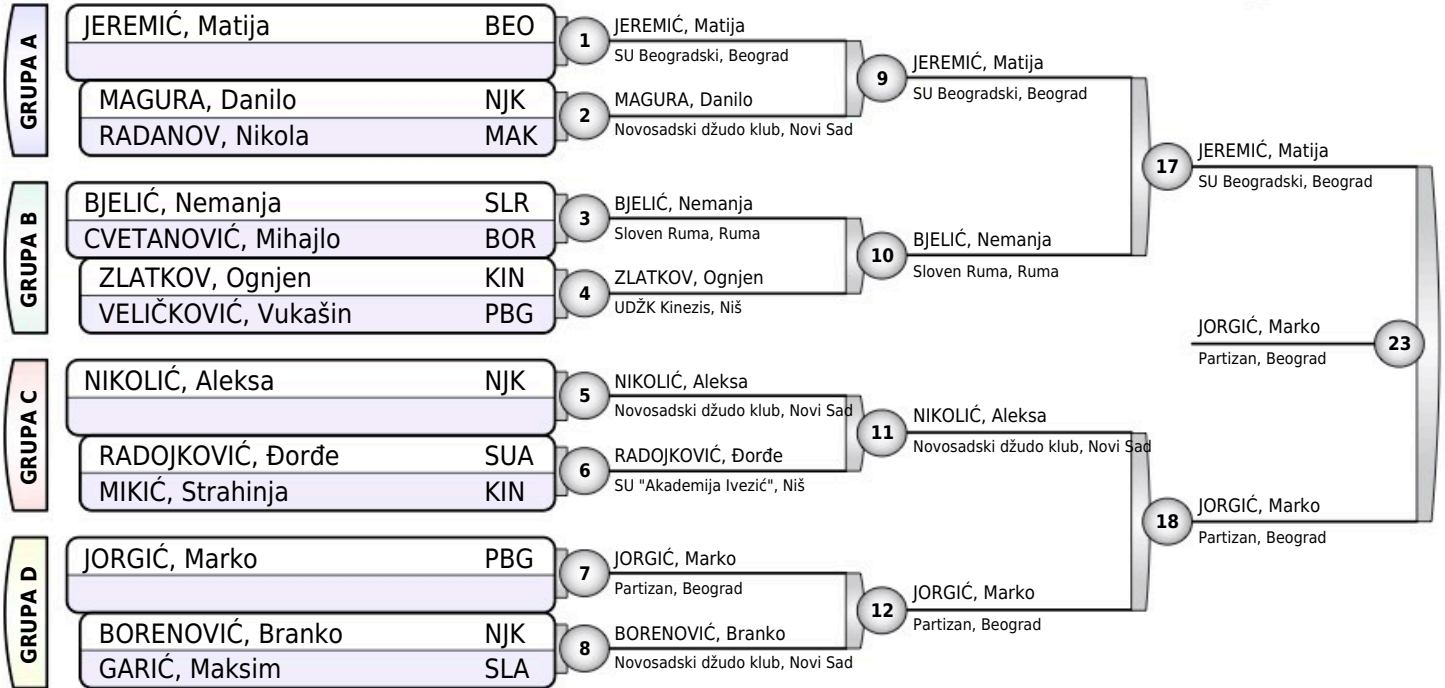 GRUPA A
JEREMIĆ, Matija BEO
MAGURA, Danilo NJK
RADANOV, Nikola MAK
GRUPA B
BJELIĆ, Nemanja SLR
CVETANOVIĆ, Mihajlo BOR
ZLATKOV, Ognjen KIN
VELIČKOVIĆ, Vukašin PBG
GRUPA C
NIKOLIĆ, Aleksa NJK
RADOJKOVIĆ, Đorđe SUA
MIKIĆ, Strahinja KIN
GRUPA D
JORGIĆ, Marko PBG
BORENOVIĆ, Branko NJK
GARIĆ, Maksim SLA
1
JEREMIĆ, Matija
SU Beogradski, Beograd
2
MAGURA, Danilo
Novosadski džudo klub, Novi Sad
3
BJELIĆ, Nemanja
Sloven Ruma, Ruma
4
ZLATKOV, Ognjen
UDŽK Kinezis, Niš
5
NIKOLIĆ, Aleksa
Novosadski džudo klub, Novi Sad
6
RADOJKOVIĆ, Đorđe
SU "Akademija Ivezić", Niš
7
JORGIĆ, Marko
Partizan, Beograd
8
BORENOVIĆ, Branko
Novosadski džudo klub, Novi Sad
9
JEREMIĆ, Matija
SU Beogradski, Beograd
10
BJELIĆ, Nemanja
Sloven Ruma, Ruma
11
NIKOLIĆ, Aleksa
Novosadski džudo klub, Novi Sad
12
JORGIĆ, Marko
Partizan, Beograd
17
JEREMIĆ, Matija
SU Beogradski, Beograd
18
JORGIĆ, Marko
Partizan, Beograd
23
JORGIĆ, Marko
Partizan, Beograd